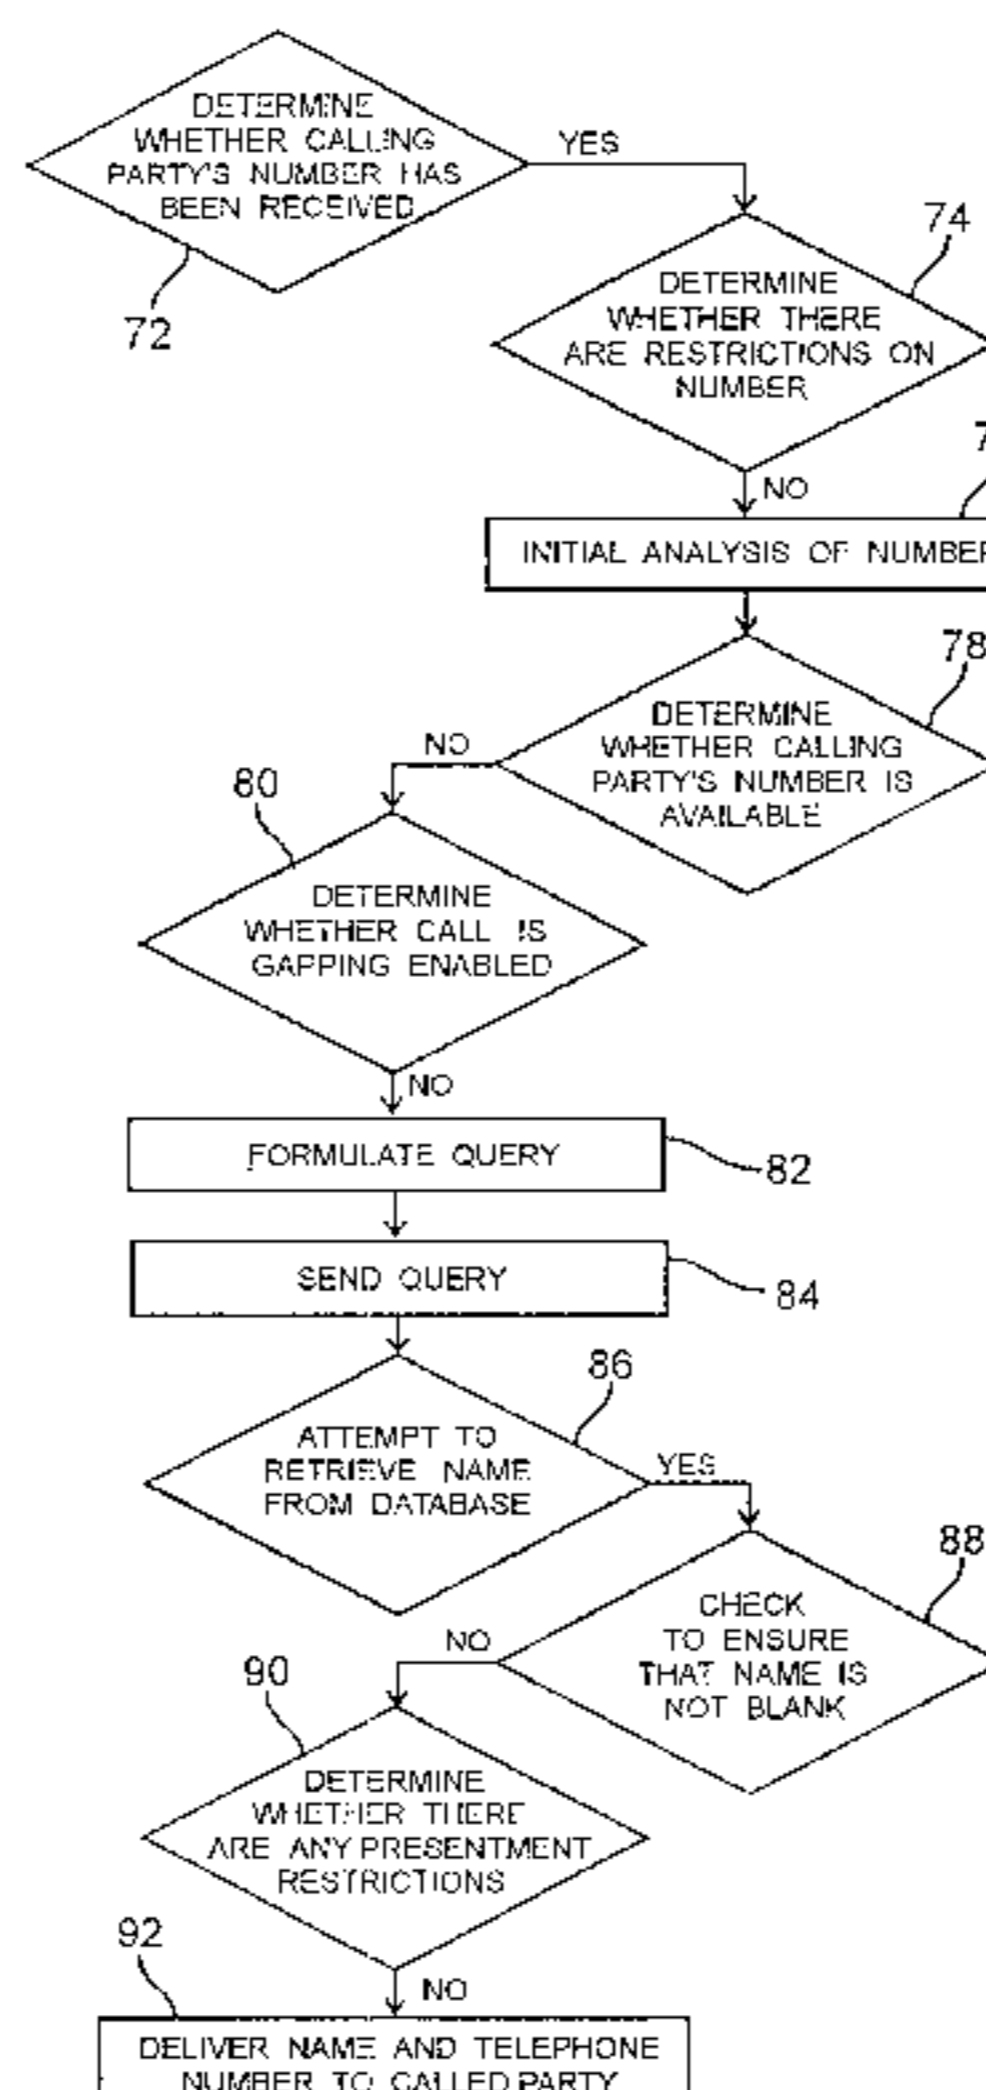 DETERMINE
WHETHER CALLING
PARTY'S NUMBER HAS
BEEN RECEIVED
YES
72
74
DETERMINE
WHETHER THERE
ARE RESTRICTIONS ON
NUMBER
NO
7
INITIAL ANALYSIS OF NUMBER
78
DETERMINE
WHETHER CALLING
PARTY'S NUMBER IS
AVAILABLE
NO
80
DETERMINE
WHETHER CALL IS
GAPPING ENABLED
NO
FORMULATE QUERY
82
SEND QUERY
84
86
ATTEMPT TO
RETRIEVE NAME
FROM DATABASE
YES
88
CHECK
TO ENSURE
THAT NAME IS
NOT BLANK
NO
90
DETERMINE
WHETHER THERE
ARE ANY PRESENTMENT
RESTRICTIONS
NO
92
DELIVER NAME AND TELEPHONE
NUMBER TO CALLED PARTY